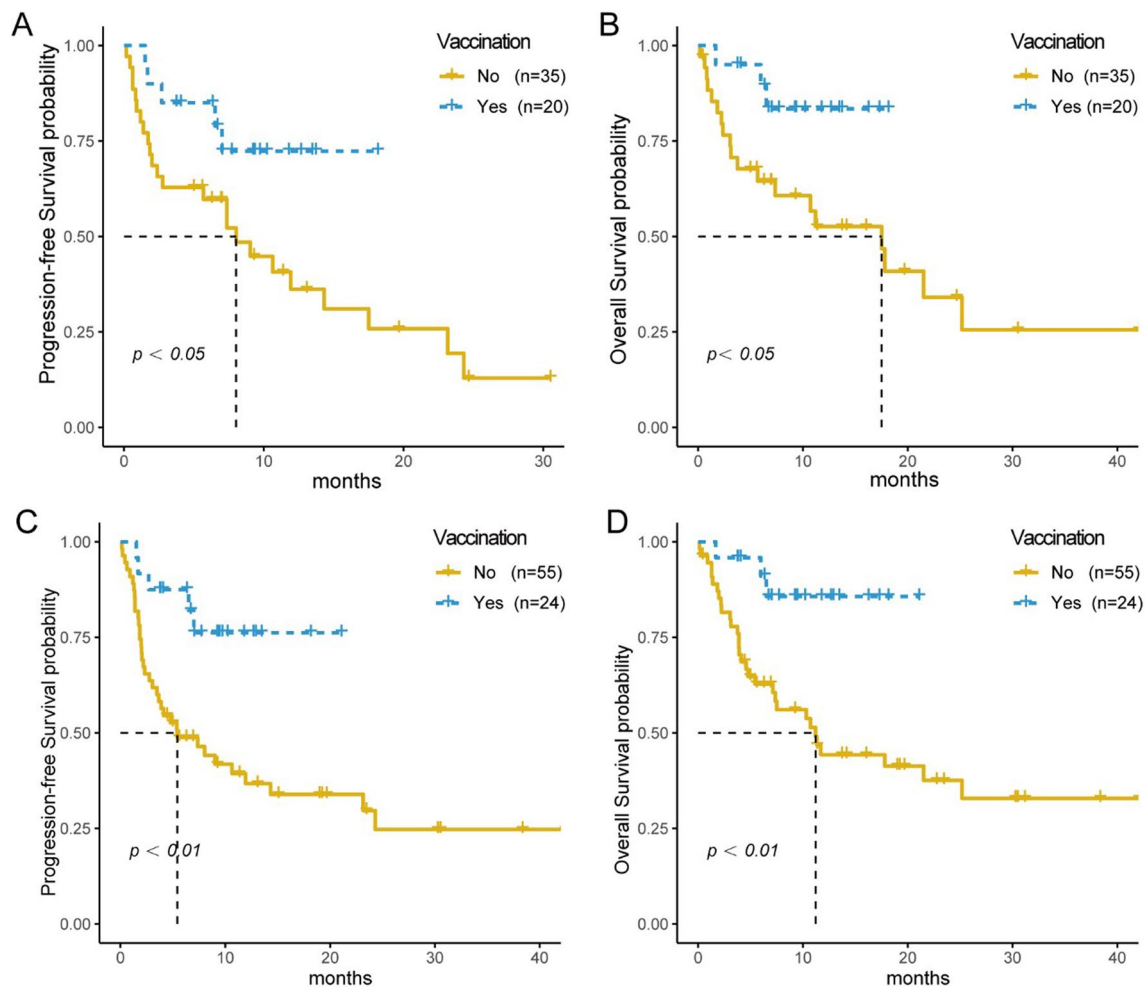 A
Vaccination
No (n=35)
Yes (n=20)
Progression-free Survival probability
1.00
0.75
0.50
0.25
0.00
p < 0.05
0 10 20 30
months
B
Vaccination
No (n=35)
Yes (n=20)
Overall Survival probability
1.00
0.75
0.50
0.25
0.00
p < 0.05
0 10 20 30 40
months
C
Vaccination
No (n=55)
Yes (n=24)
Progression-free Survival probability
1.00
0.75
0.50
0.25
0.00
p < 0.01
0 10 20 30 40
months
D
Vaccination
No (n=55)
Yes (n=24)
Overall Survival probability
1.00
0.75
0.50
0.25
0.00
p < 0.01
0 10 20 30 40
months